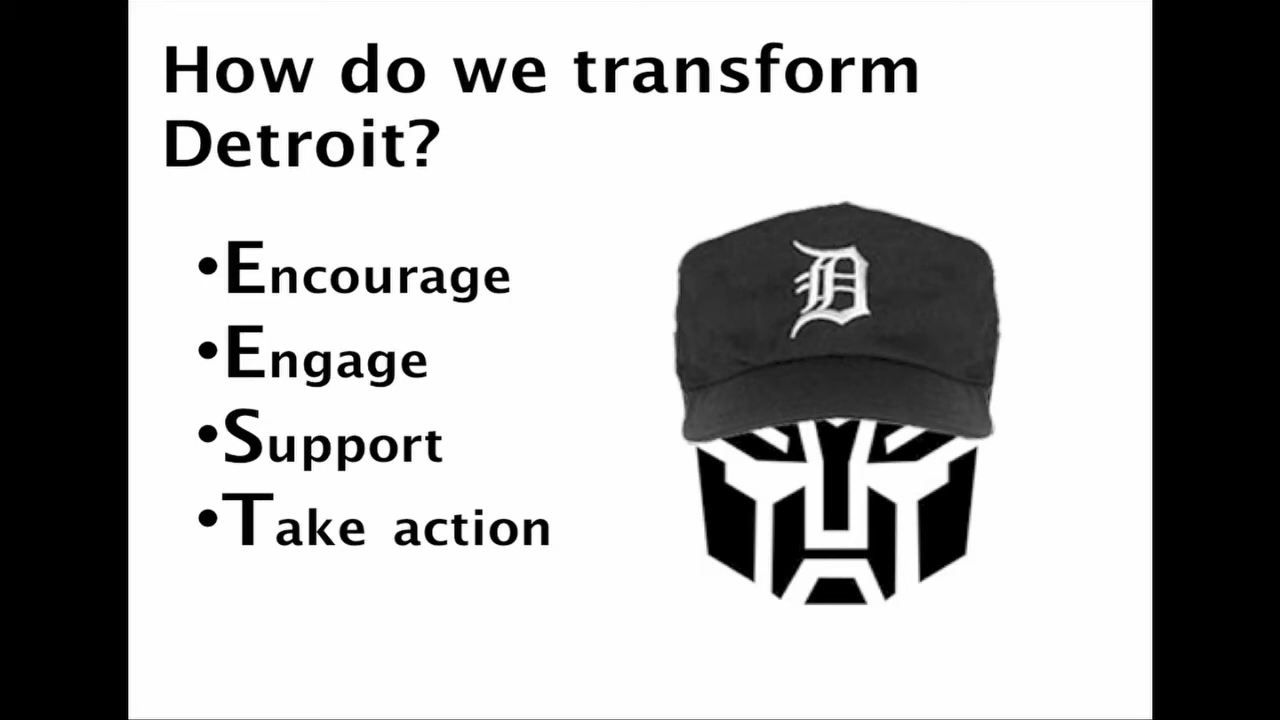 How do we transform
Detroit?
•Encourage
•Engage
•Support
•Take action
D